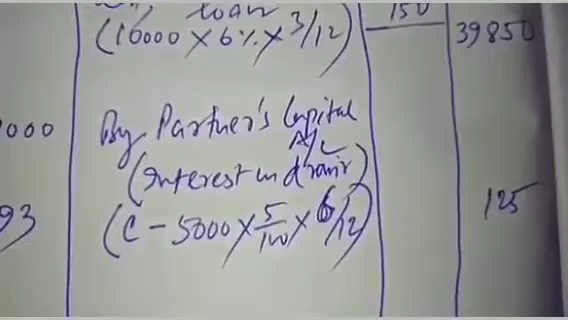 loan 150
(10000 × 6% × 3/12) 39850
000 By Partner's Capital
A/c
(Interest on draw)
93 (C - 5000 × 5/100 × 6/12) 125